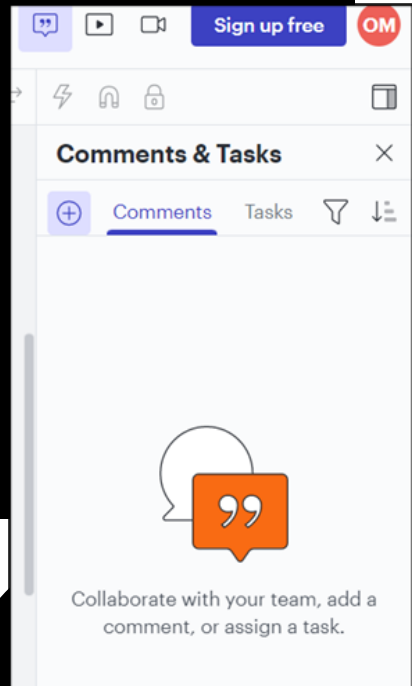 Sign up free
OM
Comments & Tasks
Comments
Tasks
Collaborate with your team, add a
comment, or assign a task.